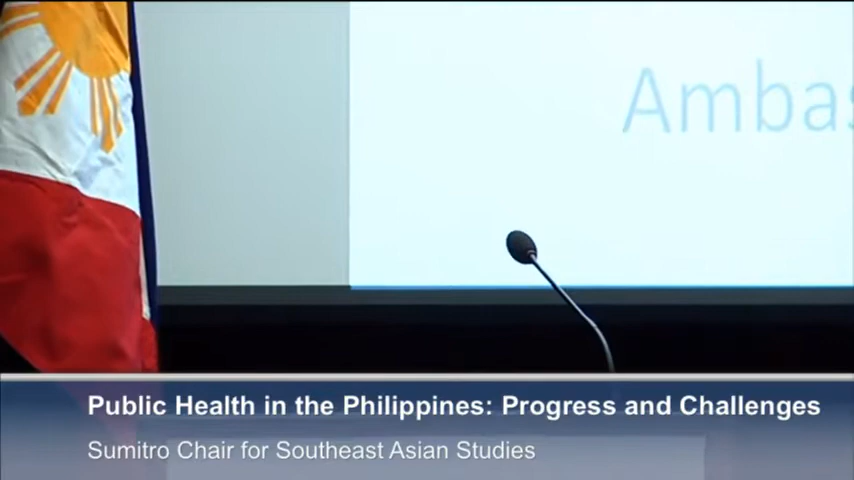 Ambas
Public Health in the Philippines: Progress and Challenges
Sumitro Chair for Southeast Asian Studies